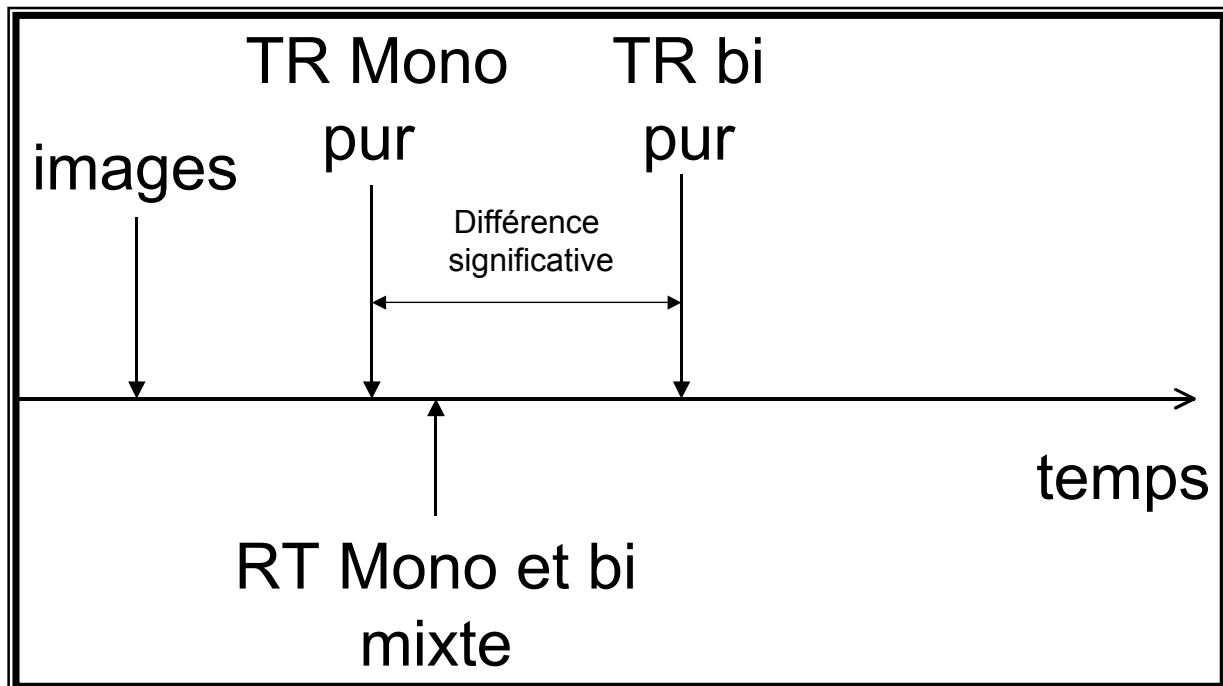 TR Mono
pur
TR bi
pur
images
Différence
significative
temps
RT Mono et bi
mixte